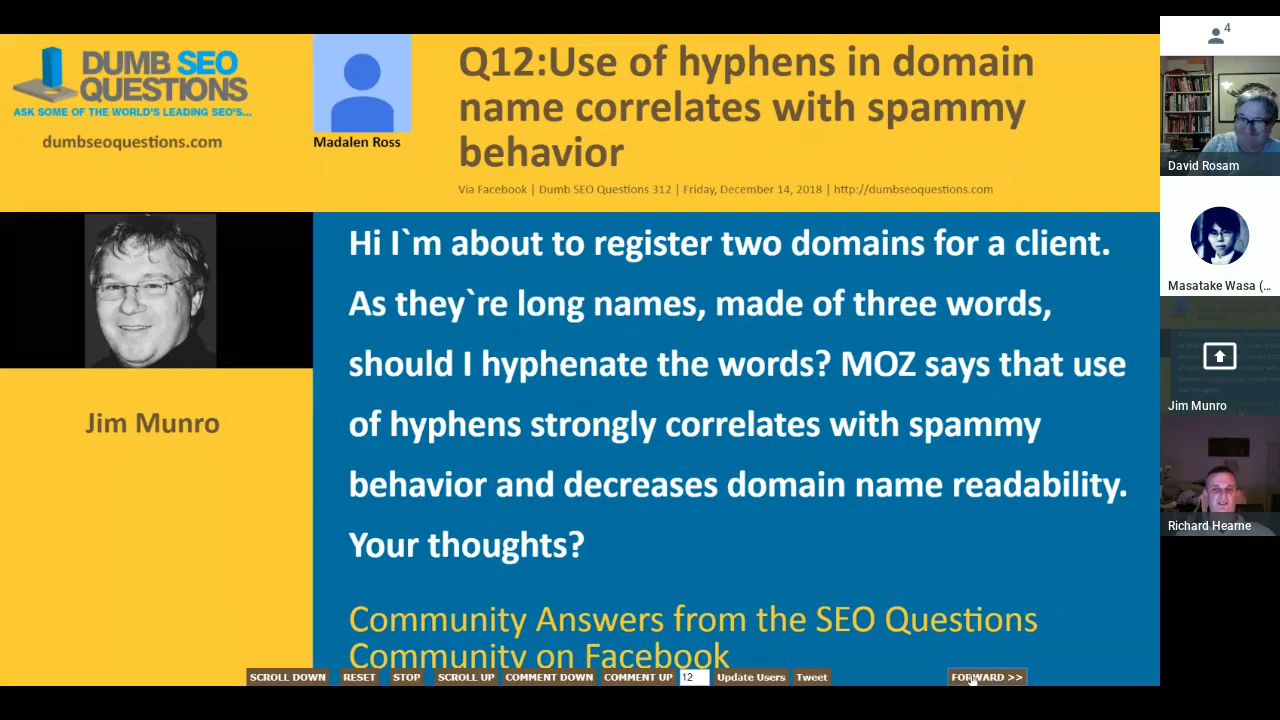 DUMB SEO
QUESTIONS
ASK SOME OF THE WORLD'S LEADING SEO'S...
dumbseoquestions.com
Madalen Ross
Q12:Use of hyphens in domain
name correlates with spammy
behavior
Via Facebook | Dumb SEO Questions 312 | Friday, December 14, 2018 | http://dumbseoquestions.com
Jim Munro
Hi I`m about to register two domains for a client.
As they`re long names, made of three words,
should I hyphenate the words? MOZ says that use
of hyphens strongly correlates with spammy
behavior and decreases domain name readability.
Your thoughts?
Community Answers from the SEO Questions
Community on Facebook
SCROLL DOWN RESET STOP SCROLL UP COMMENT DOWN COMMENT UP 12 Update Users Tweet FORWARD >>
4
David Rosam
Masatake Wasa (...
Jim Munro
Richard Hearne